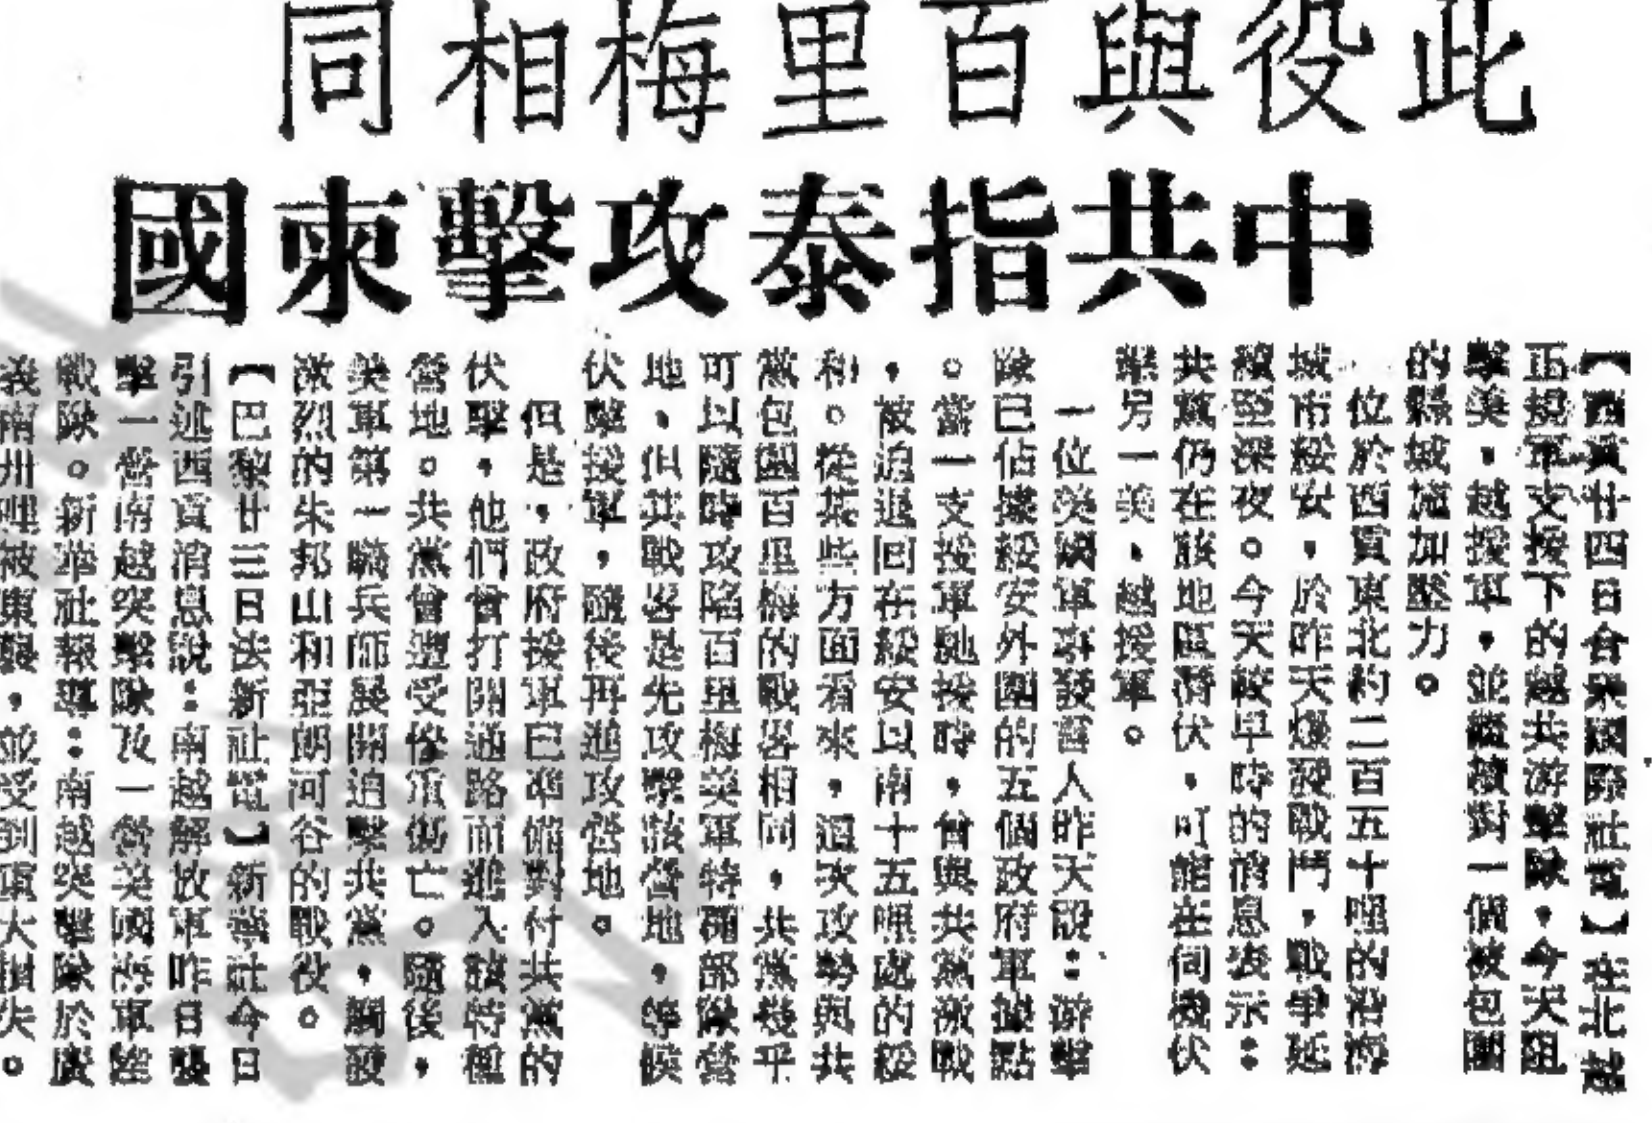 此役與百里梅相同
中共指泰攻擊柬國
【西貢廿四日合眾國際社電】在北越
正規軍支援下的越共游擊隊,今天阻
擊美,越援軍,並繼續對一個被包圍
的縣城施加壓力。
位於西貢東北約二百五十哩的沿海
城市綏安,於昨天爆發戰鬥,戰爭延
續至深夜。今天較早時的消息表示:
共黨仍在該地區潛伏,可能在伺機伏
擊另一美、越援軍。
一位美國軍事發言人昨天說:游擊
隊已佔據綏安外圍的五個政府軍據點
。當一支援軍馳援時,曾與共黨激戰
,被迫退回在綏安以南十五哩處的綏
和。從某些方面看來,這次攻勢與共
黨包圍百里梅的戰畧相同,共黨幾乎
可以隨時攻陷百里梅美軍特種部隊營
地,但其戰畧是先攻擊該營地,等候
伏擊援軍,隨後再進攻營地。
但是,政府援軍已準備對付共黨的
伏擊,他們曾打開通路而進入該特種
營地。共黨曾遭受慘重傷亡。隨後,
美軍第一騎兵師展開追擊共黨,觸發
激烈的朱邦山和亞朗河谷的戰役。
【巴黎廿三日法新社電】新華社今日
引述西貢消息說:南越解放軍昨日襲
擊一營南越突擊隊及一營美國海軍陸
戰隊。新華社報導:南越突擊隊於廣
義南卅哩被東襲,並受到重大損失。